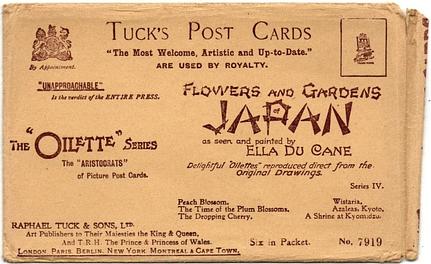 TUCK'S POST CARDS
"The Most Welcome, Artistic and Up-to-Date."
ARE USED BY ROYALTY.
By Appointment.
"UNAPPROACHABLE"
Is the verdict of the ENTIRE PRESS.
FLOWERS AND GARDENS
of
JAPAN
as seen and painted by
ELLA DU CANE
THE "OILETTE" SERIES
The "ARISTOCRATS"
of Picture Post Cards.
Delightful "Oilettes" reproduced direct from the
Original Drawings.
Series IV.
Peach Blossom.
The Time of the Plum Blossoms.
The Dropping Cherry.
Wistaria.
Azaleas, Kyoto.
A Shrine at Kyomidzu.
RAPHAEL TUCK & SONS, LTD.
Art Publishers to Their Majesties the King & Queen,
And T.R.H. The Prince & Princess of Wales.
LONDON. PARIS. BERLIN. NEW YORK. MONTREAL & CAPE TOWN.
Six in Packet.
No. 7919